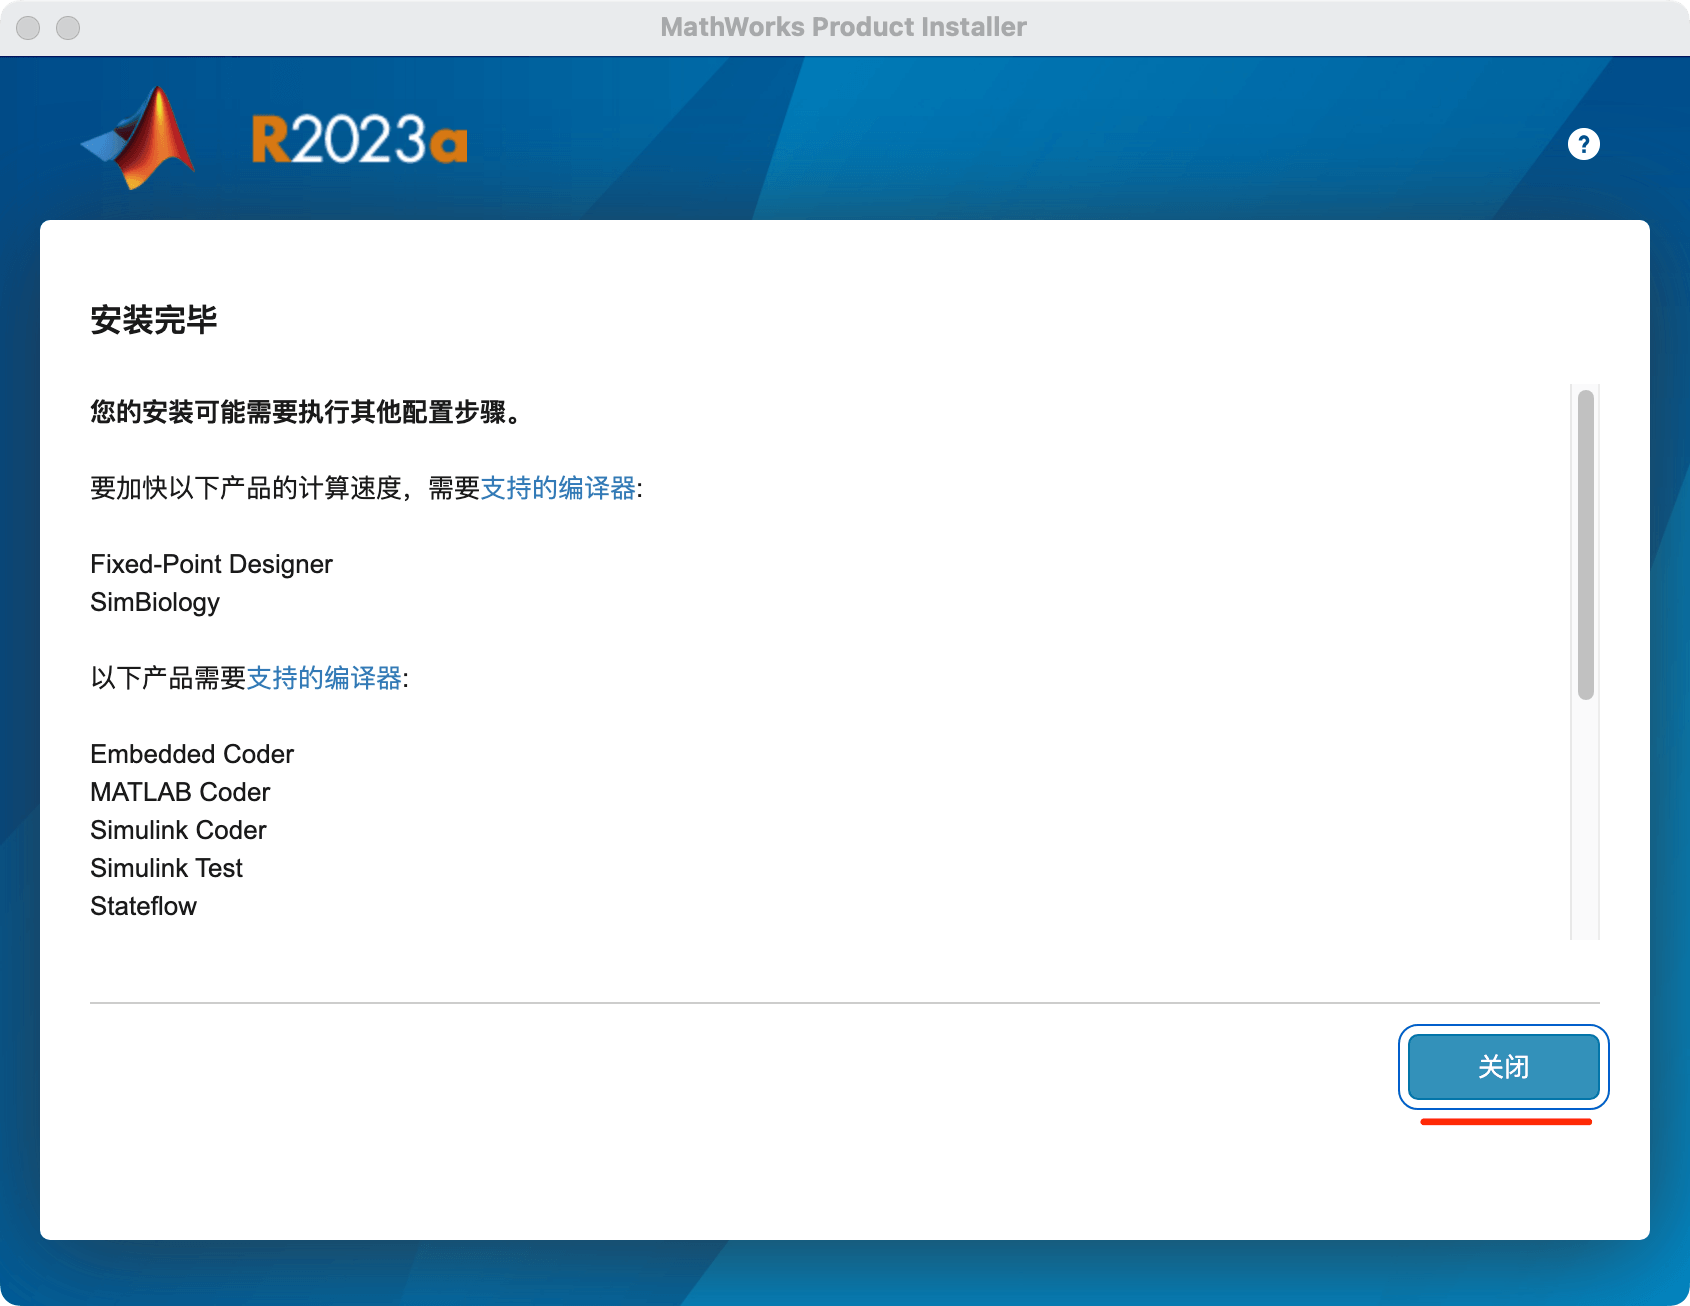 MathWorks Product Installer
R2023a
?
安装完毕
您的安装可能需要执行其他配置步骤。
要加快以下产品的计算速度，需要支持的编译器:
Fixed-Point Designer
SimBiology
以下产品需要支持的编译器:
Embedded Coder
MATLAB Coder
Simulink Coder
Simulink Test
Stateflow
关闭